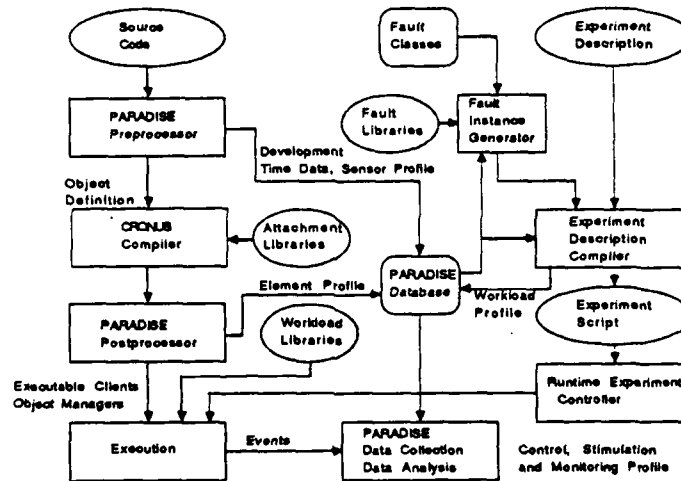 Source
Code
Fault
Classes
Experiment
Description
PARADISE
Preprocessor
Fault
Libraries
Fault
Instance
Generator
Development
Time Data, Sensor Profile
Object
Definition
CRONUS
Compiler
Attachment
Libraries
Experiment
Description
Compiler
PARADISE
Database
Element Profile
Workload
Profile
PARADISE
Postprocessor
Workload
Libraries
Experiment
Script
Executable Clients
Object Managers
Runtime Experiment
Controller
Execution
Events
PARADISE
Data Collection
Data Analysis
Control, Stimulation
and Monitoring Profile